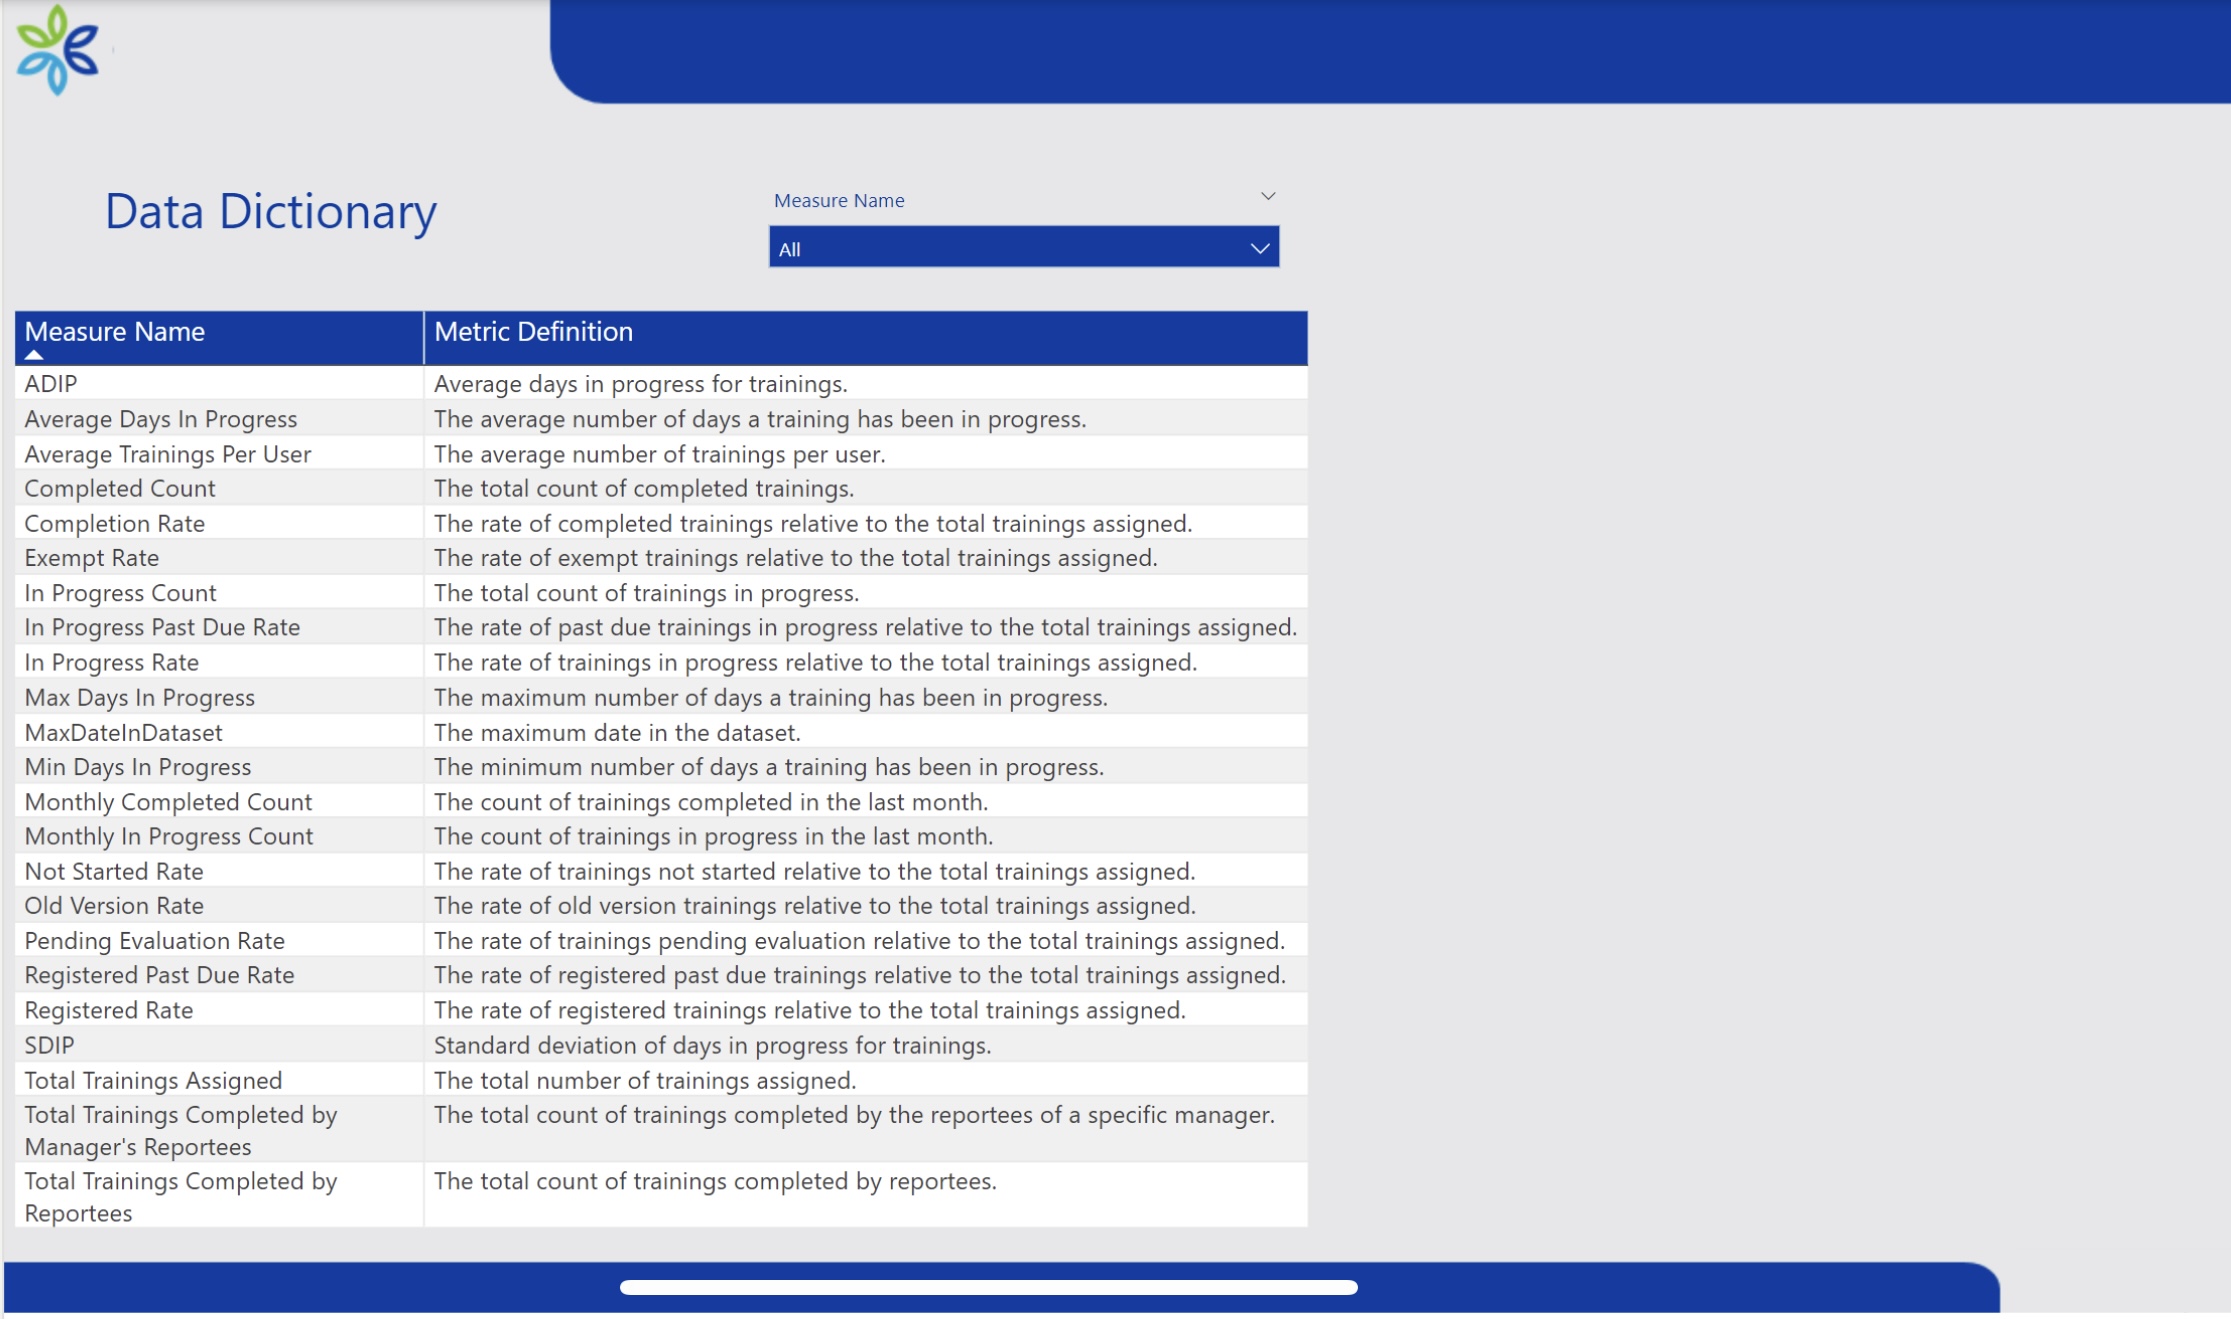 Data Dictionary
Measure Name
All
Measure Name Metric Definition
ADIP Average days in progress for trainings.
Average Days In Progress The average number of days a training has been in progress.
Average Trainings Per User The average number of trainings per user.
Completed Count The total count of completed trainings.
Completion Rate The rate of completed trainings relative to the total trainings assigned.
Exempt Rate The rate of exempt trainings relative to the total trainings assigned.
In Progress Count The total count of trainings in progress.
In Progress Past Due Rate The rate of past due trainings in progress relative to the total trainings assigned.
In Progress Rate The rate of trainings in progress relative to the total trainings assigned.
Max Days In Progress The maximum number of days a training has been in progress.
MaxDateInDataset The maximum date in the dataset.
Min Days In Progress The minimum number of days a training has been in progress.
Monthly Completed Count The count of trainings completed in the last month.
Monthly In Progress Count The count of trainings in progress in the last month.
Not Started Rate The rate of trainings not started relative to the total trainings assigned.
Old Version Rate The rate of old version trainings relative to the total trainings assigned.
Pending Evaluation Rate The rate of trainings pending evaluation relative to the total trainings assigned.
Registered Past Due Rate The rate of registered past due trainings relative to the total trainings assigned.
Registered Rate The rate of registered trainings relative to the total trainings assigned.
SDIP Standard deviation of days in progress for trainings.
Total Trainings Assigned The total number of trainings assigned.
Total Trainings Completed by The total count of trainings completed by the reportees of a specific manager.
Manager's Reportees
Total Trainings Completed by The total count of trainings completed by reportees.
Reportees